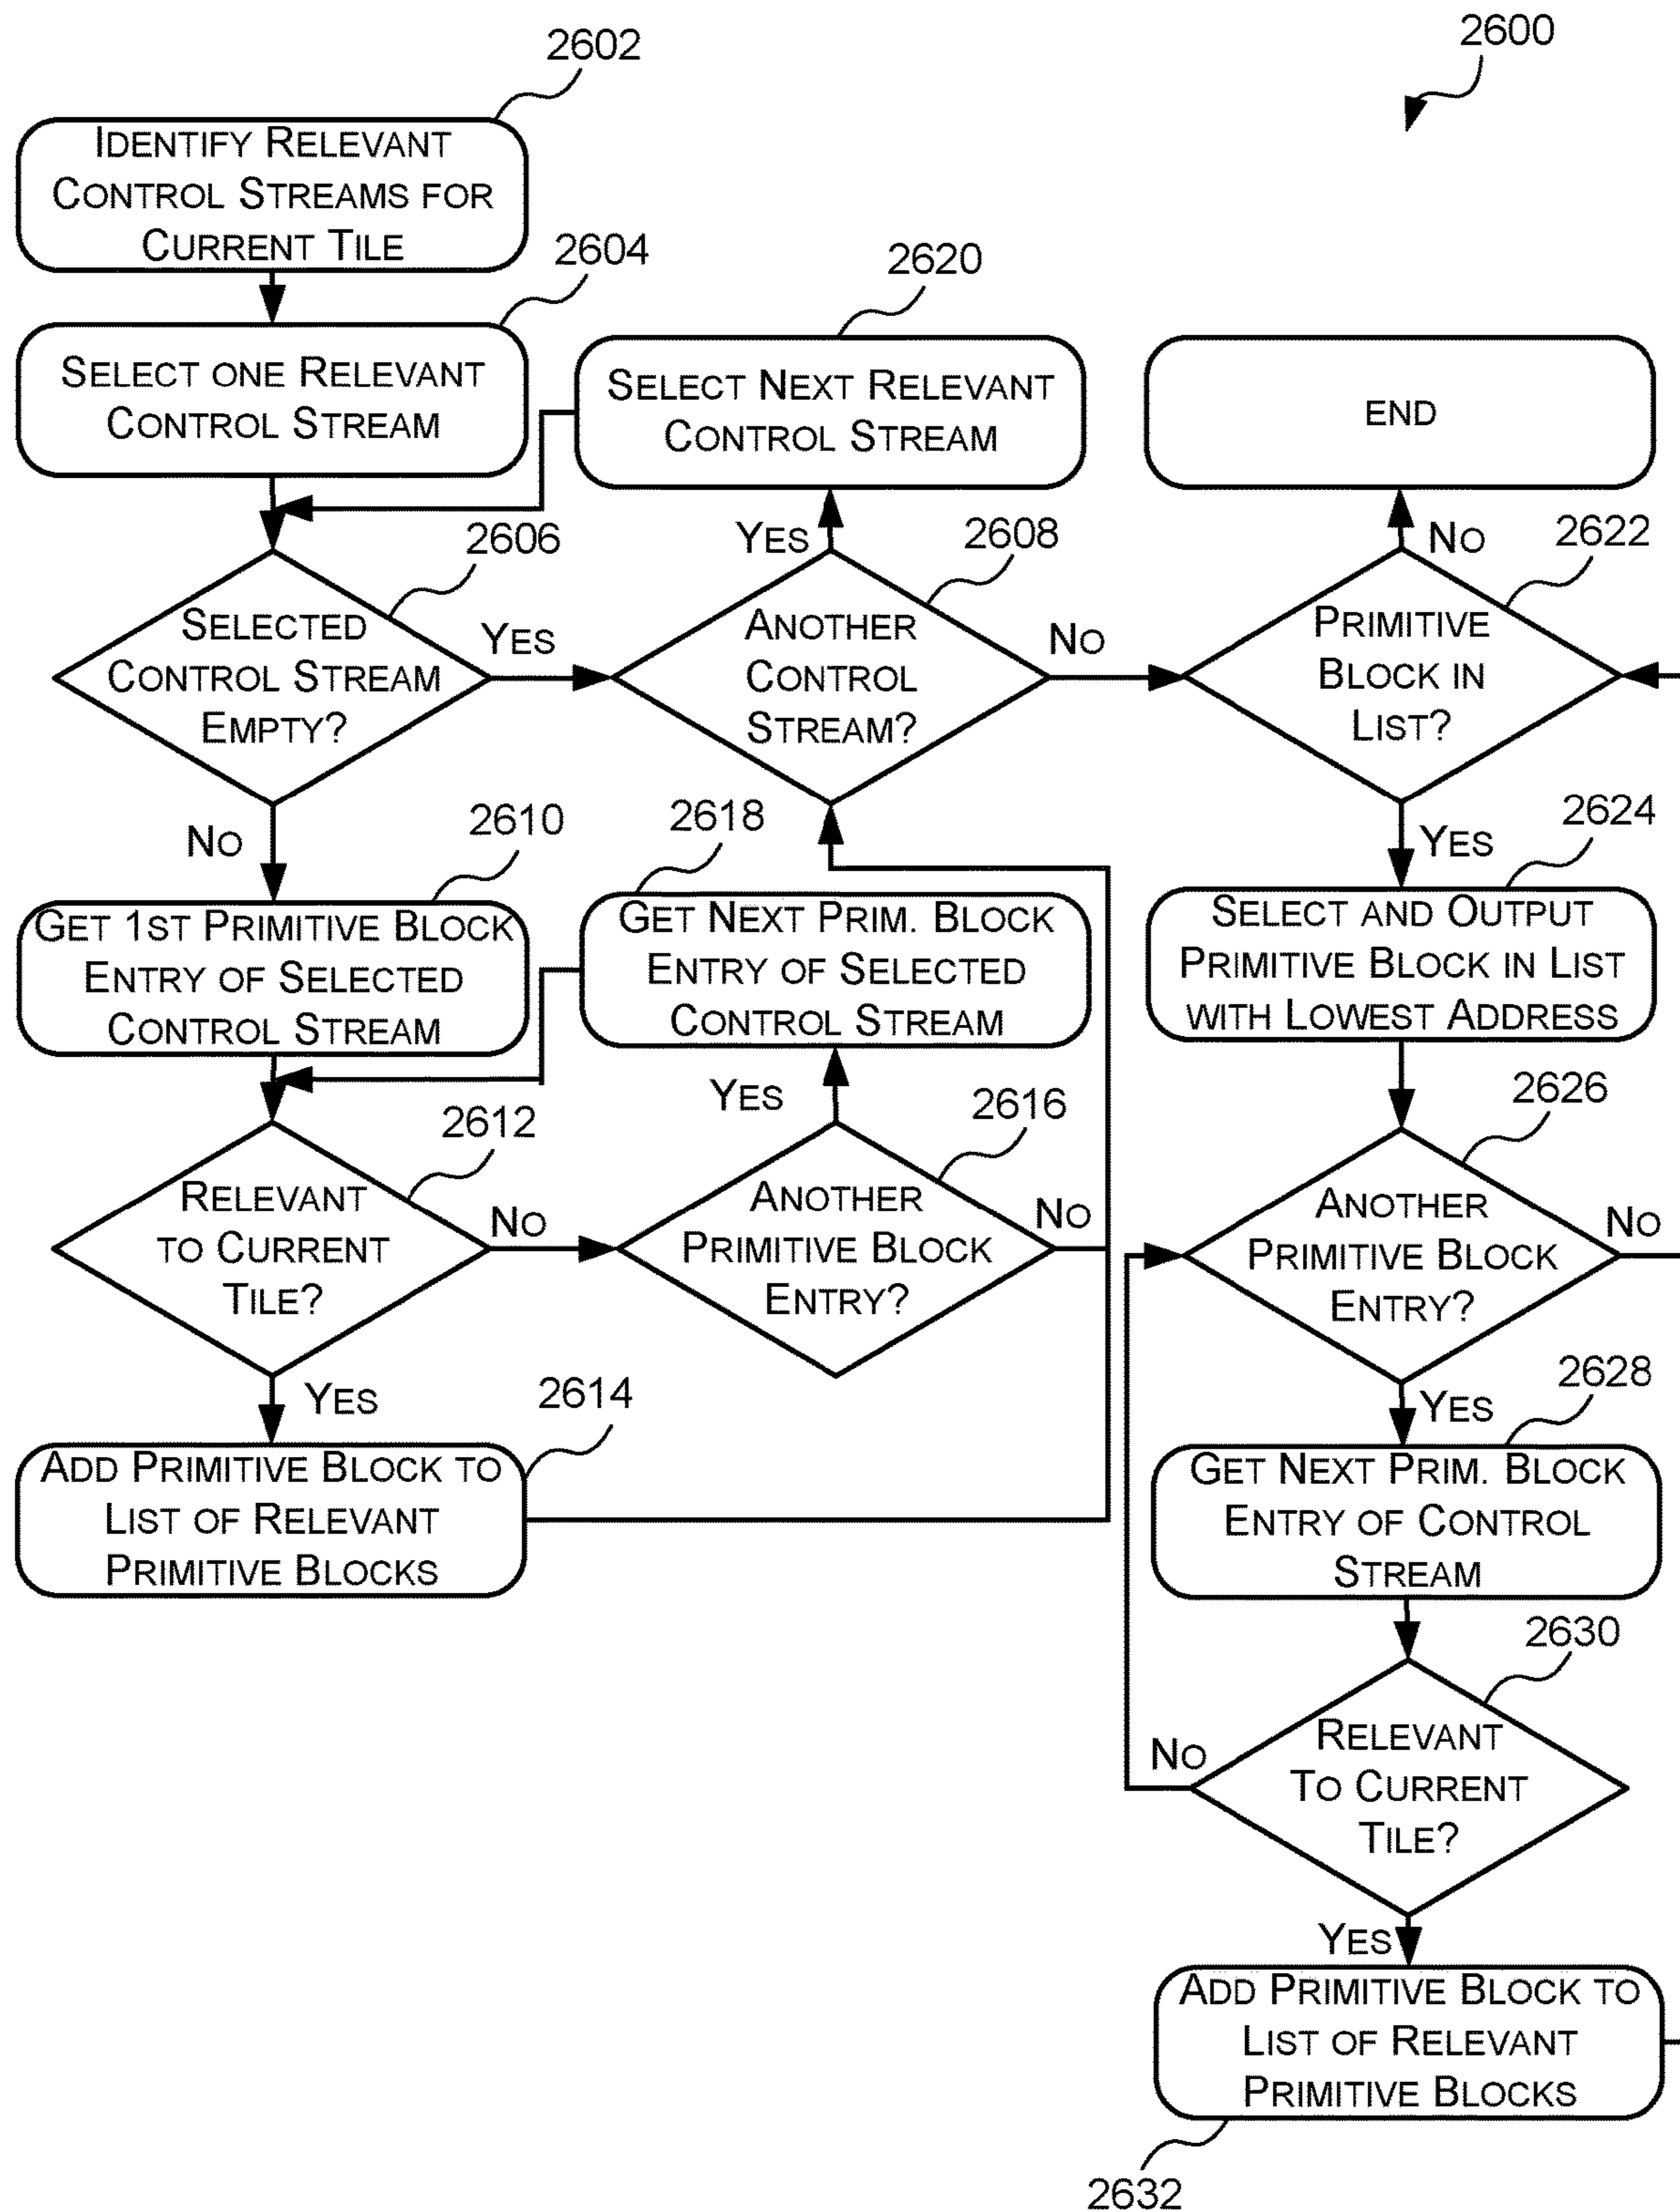 2600
2602
IDENTIFY RELEVANT
CONTROL STREAMS FOR
CURRENT TILE
2604
SELECT ONE RELEVANT
CONTROL STREAM
2620
SELECT NEXT RELEVANT
CONTROL STREAM
END
2606
SELECTED
CONTROL STREAM
EMPTY?
YES
NO
2608
ANOTHER
CONTROL
STREAM?
YES
NO
2622
PRIMITIVE
BLOCK IN
LIST?
NO
YES
2610
GET 1ST PRIMITIVE BLOCK
ENTRY OF SELECTED
CONTROL STREAM
2618
GET NEXT PRIM. BLOCK
ENTRY OF SELECTED
CONTROL STREAM
2624
SELECT AND OUTPUT
PRIMITIVE BLOCK IN LIST
WITH LOWEST ADDRESS
2612
RELEVANT
TO CURRENT
TILE?
NO
YES
2616
ANOTHER
PRIMITIVE BLOCK
ENTRY?
YES
NO
2626
ANOTHER
PRIMITIVE BLOCK
ENTRY?
NO
YES
2614
ADD PRIMITIVE BLOCK TO
LIST OF RELEVANT
PRIMITIVE BLOCKS
2628
GET NEXT PRIM. BLOCK
ENTRY OF CONTROL
STREAM
2630
RELEVANT
TO CURRENT
TILE?
NO
YES
ADD PRIMITIVE BLOCK TO
LIST OF RELEVANT
PRIMITIVE BLOCKS
2632